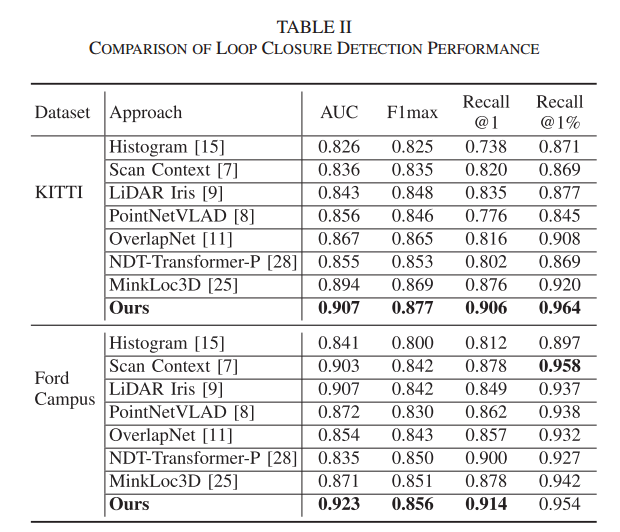 TABLE II
COMPARISON OF LOOP CLOSURE DETECTION PERFORMANCE
Dataset Approach AUC F1max Recall @1 Recall @1%
KITTI
Histogram [15] 0.826 0.825 0.738 0.871
Scan Context [7] 0.836 0.835 0.820 0.869
LiDAR Iris [9] 0.843 0.848 0.835 0.877
PointNetVLAD [8] 0.856 0.846 0.776 0.845
OverlapNet [11] 0.867 0.865 0.816 0.908
NDT-Transformer-P [28] 0.855 0.853 0.802 0.869
MinkLoc3D [25] 0.894 0.869 0.876 0.920
Ours 0.907 0.877 0.906 0.964
Ford Campus
Histogram [15] 0.841 0.800 0.812 0.897
Scan Context [7] 0.903 0.842 0.878 0.958
LiDAR Iris [9] 0.907 0.842 0.849 0.937
PointNetVLAD [8] 0.872 0.830 0.862 0.938
OverlapNet [11] 0.854 0.843 0.857 0.932
NDT-Transformer-P [28] 0.835 0.850 0.900 0.927
MinkLoc3D [25] 0.871 0.851 0.878 0.942
Ours 0.923 0.856 0.914 0.954